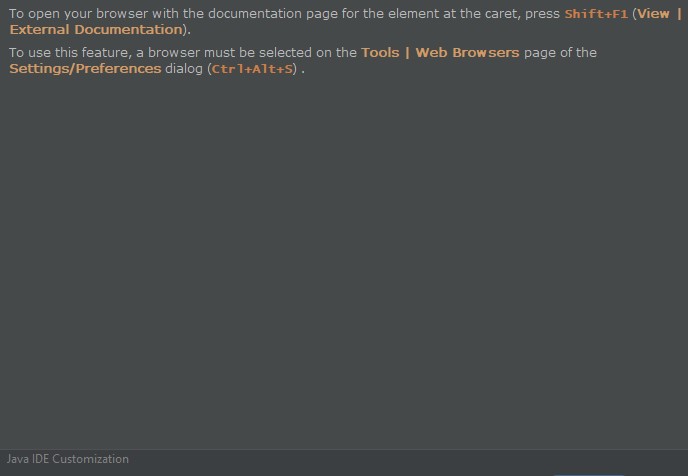 To open your browser with the documentation page for the element at the caret, press Shift+F1 (View |
External Documentation).
To use this feature, a browser must be selected on the Tools | Web Browsers page of the
Settings/Preferences dialog (Ctrl+Alt+S) .
Java IDE Customization